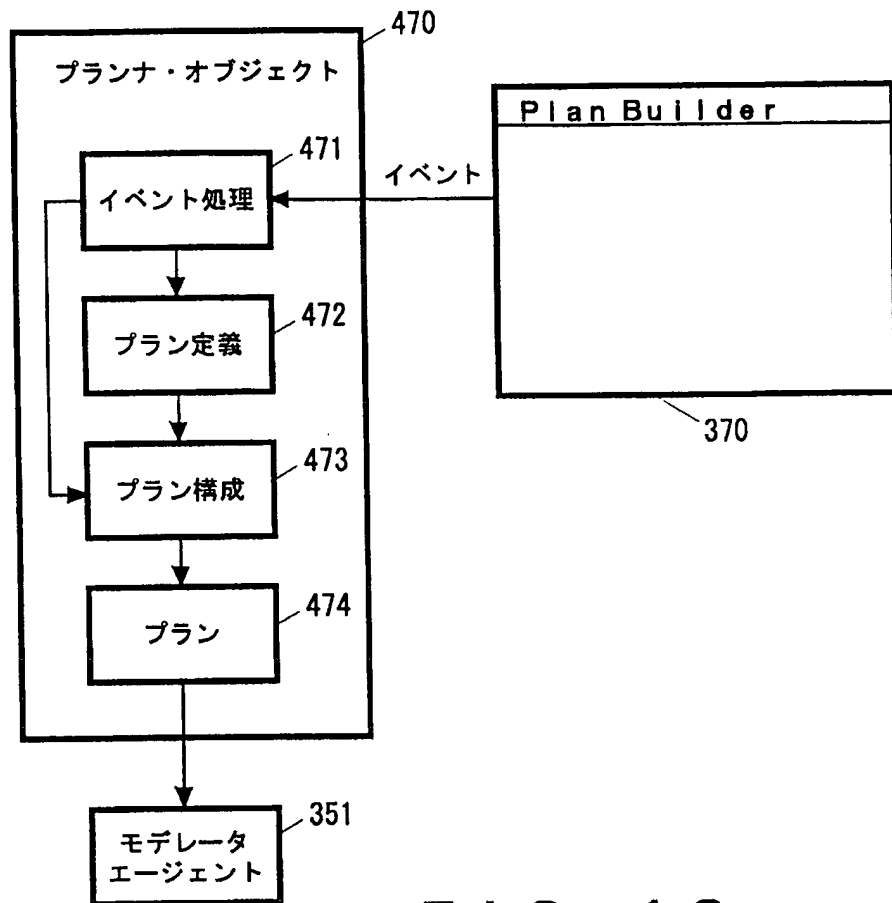 470
プランナ・オブジェクト
Plan Builder
471
イベント
イベント処理
472
プラン定義
370
473
プラン構成
474
プラン
351
モデレータ
エージェント